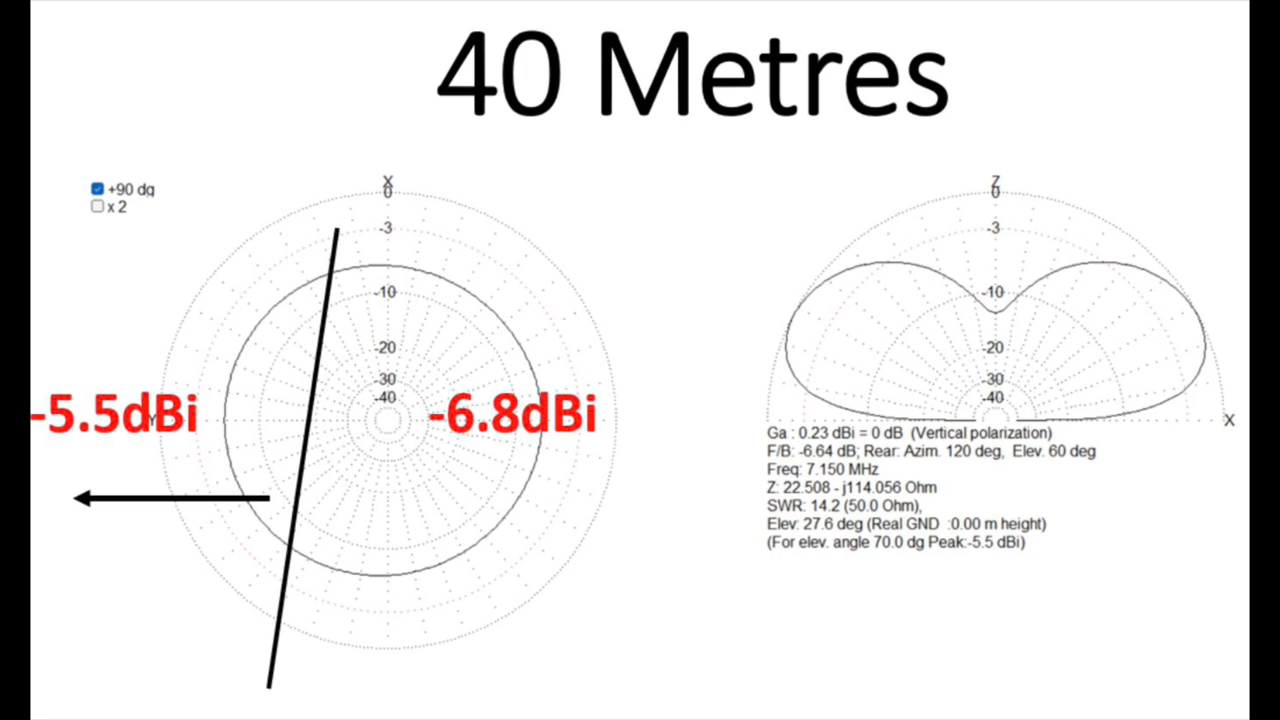 40 Metres
+90 dg
x 2
X
0
-3
-10
-20
-30
-40
Y
-5.5dBi
-6.8dBi
Z
0
-3
-10
-20
-30
-40
X
Ga : 0.23 dBi = 0 dB (Vertical polarization)
F/B: -6.64 dB; Rear: Azim. 120 deg, Elev. 60 deg
Freq: 7.150 MHz
Z: 22.508 - j114.056 Ohm
SWR: 14.2 (50.0 Ohm),
Elev: 27.6 deg (Real GND :0.00 m height)
(For elev. angle 70.0 dg Peak:-5.5 dBi)